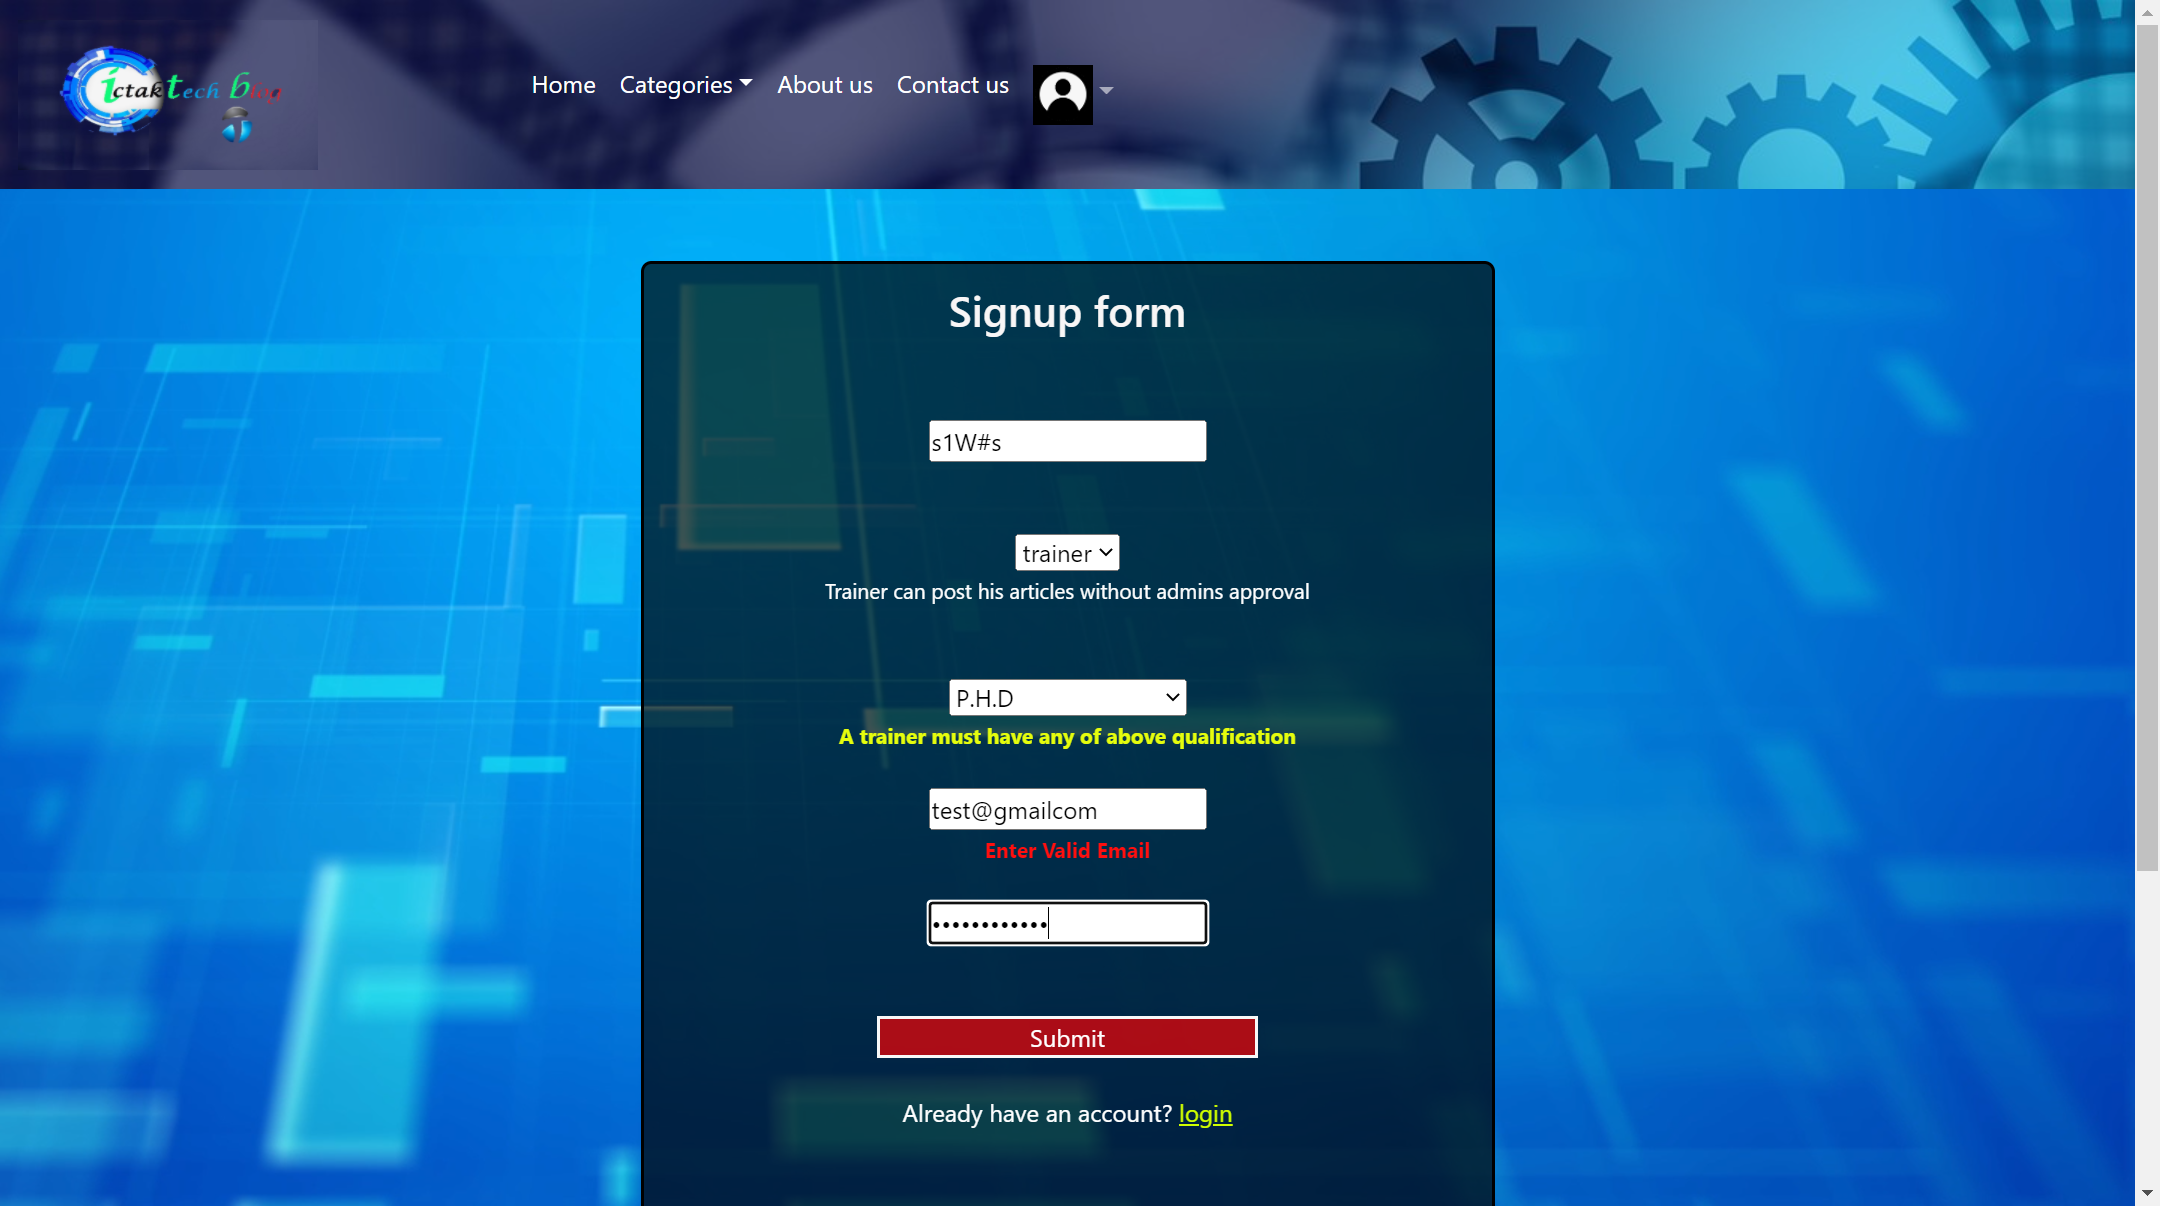 ictak tech blog
Home Categories About us Contact us
Signup form
s1W#s
trainer
Trainer can post his articles without admins approval
P.H.D
A trainer must have any of above qualification
test@gmailcom
Enter Valid Email
••••••••••••
Submit
Already have an account? login